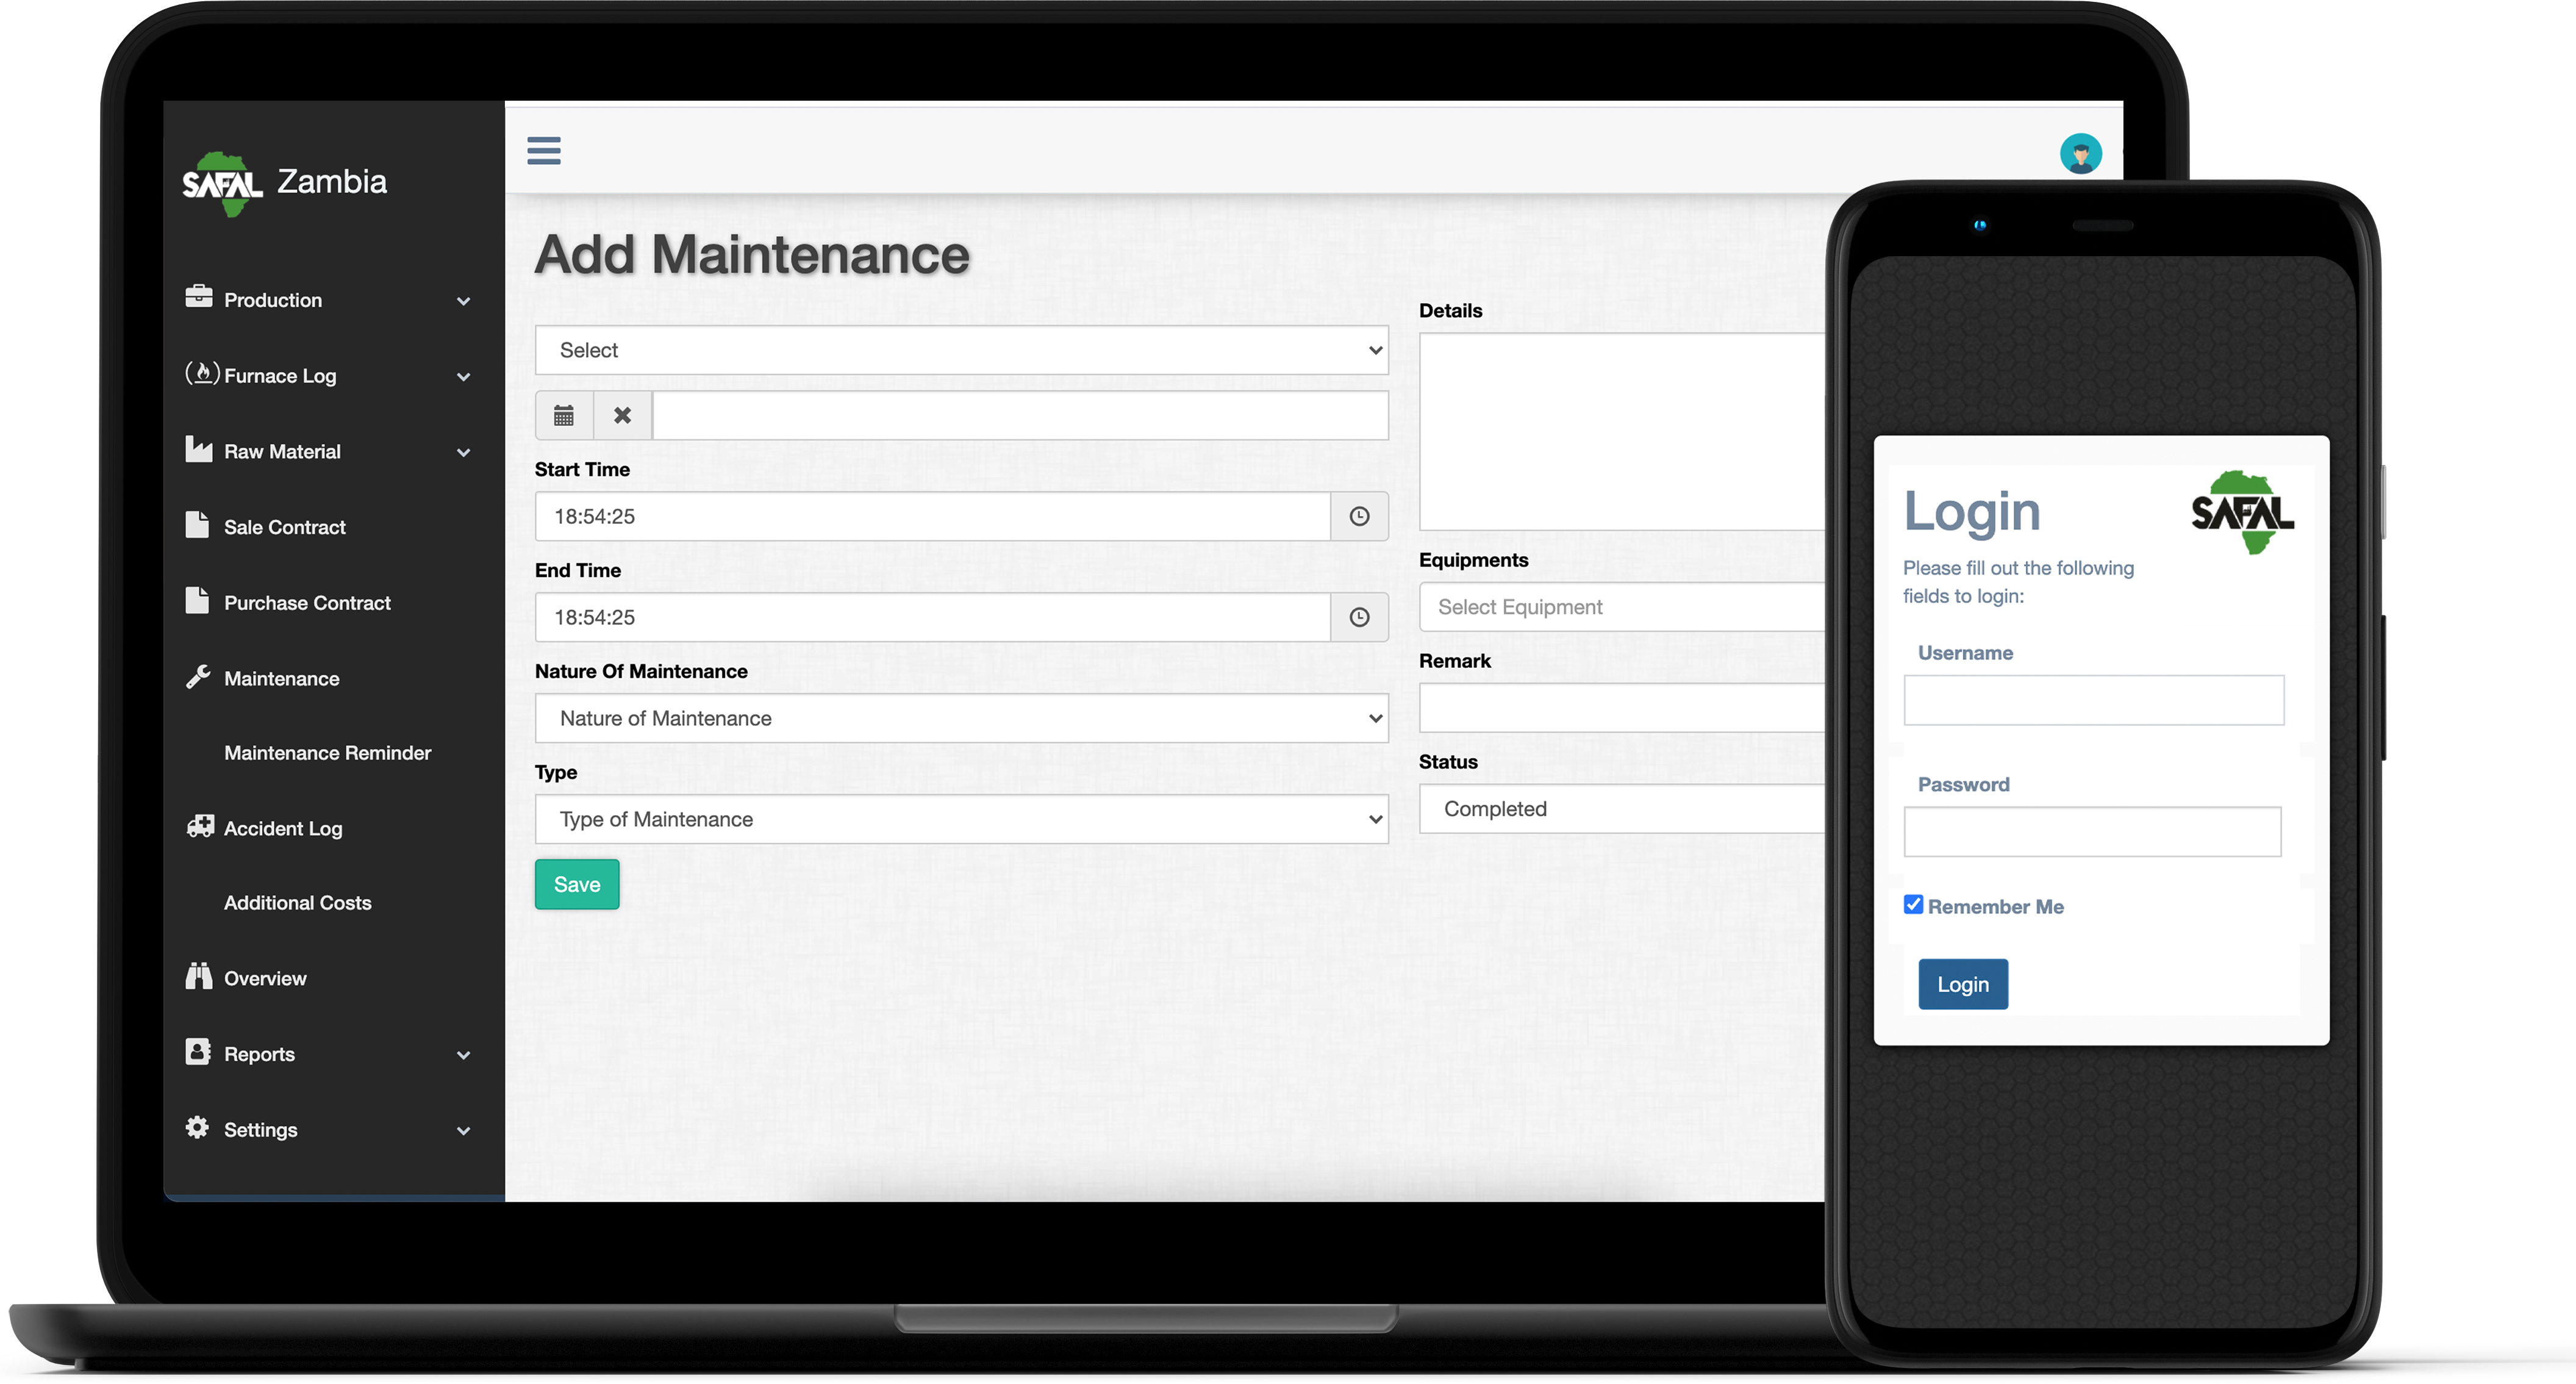 SAFAL Zambia
Production
Furnace Log
Raw Material
Sale Contract
Purchase Contract
Maintenance
Maintenance Reminder
Accident Log
Additional Costs
Overview
Reports
Settings
Add Maintenance
Select
Start Time
18:54:25
End Time
18:54:25
Nature Of Maintenance
Nature of Maintenance
Type
Type of Maintenance
Save
Details
Equipments
Select Equipment
Remark
Status
Completed
Login
SAFAL
Please fill out the following
fields to login:
Username
Password
Remember Me
Login